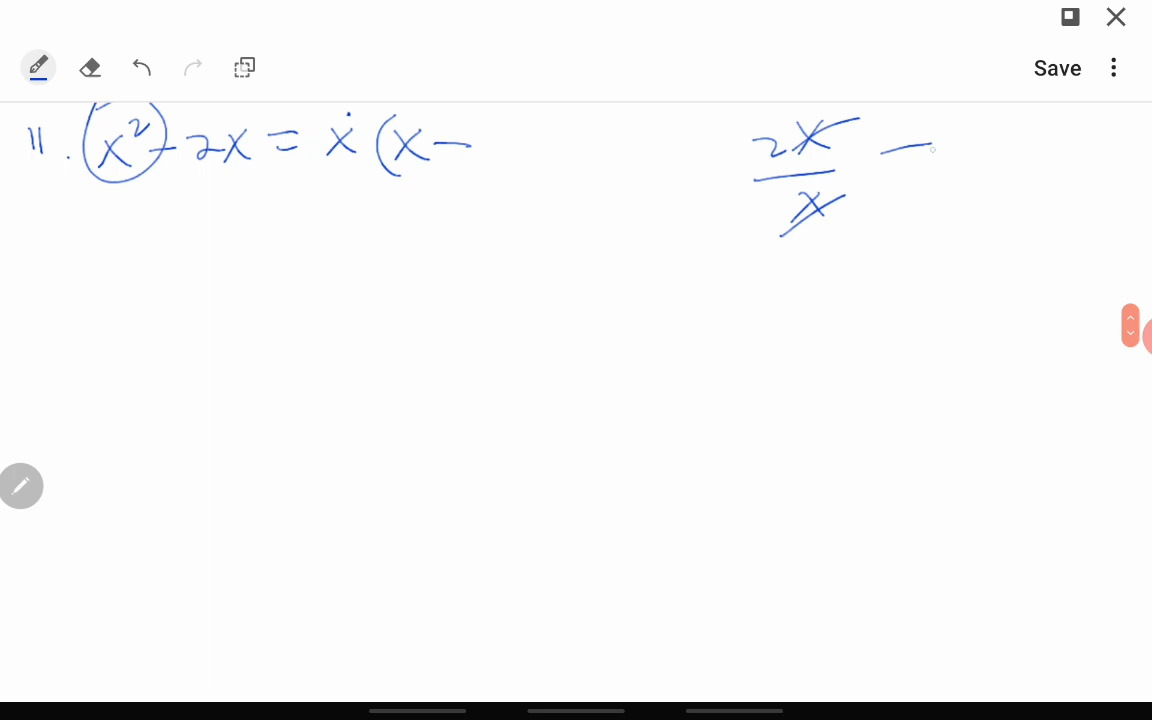 Save
11. x² - 2x = x (x -
2x / x -